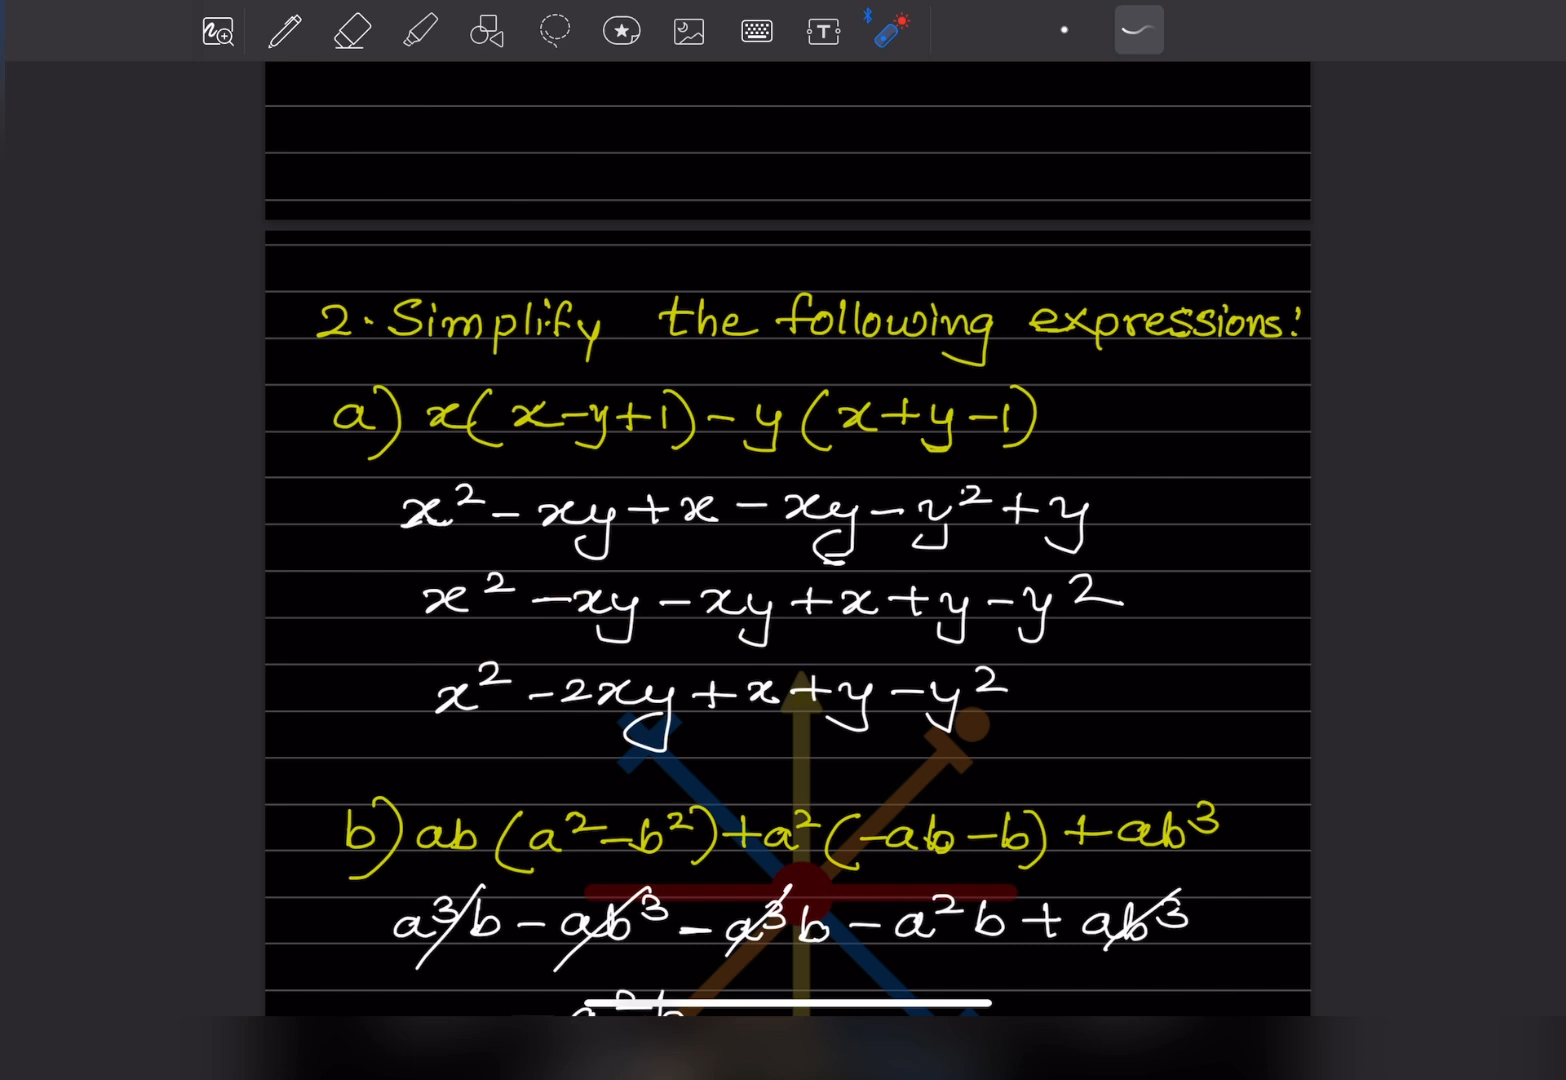 2. Simplify the following expressions:
a) x(x-y+1)-y(x+y-1)
x² - xy + x - xy - y² + y
x² - xy - xy + x + y - y²
x² - 2xy + x + y - y²
b) ab(a²-b²)+a²(-ab-b)+ab³
a³b - ab³ - a³b - a²b + ab³